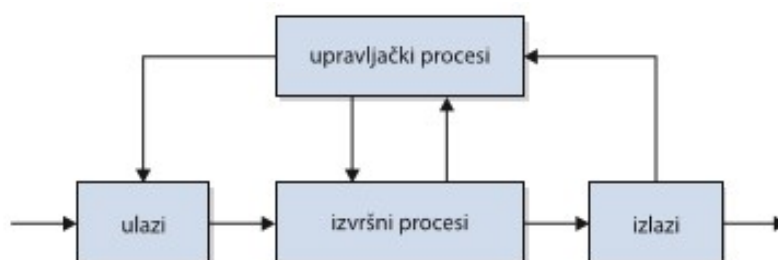 upravljački procesi
ulazi
izvršni procesi
izlazi